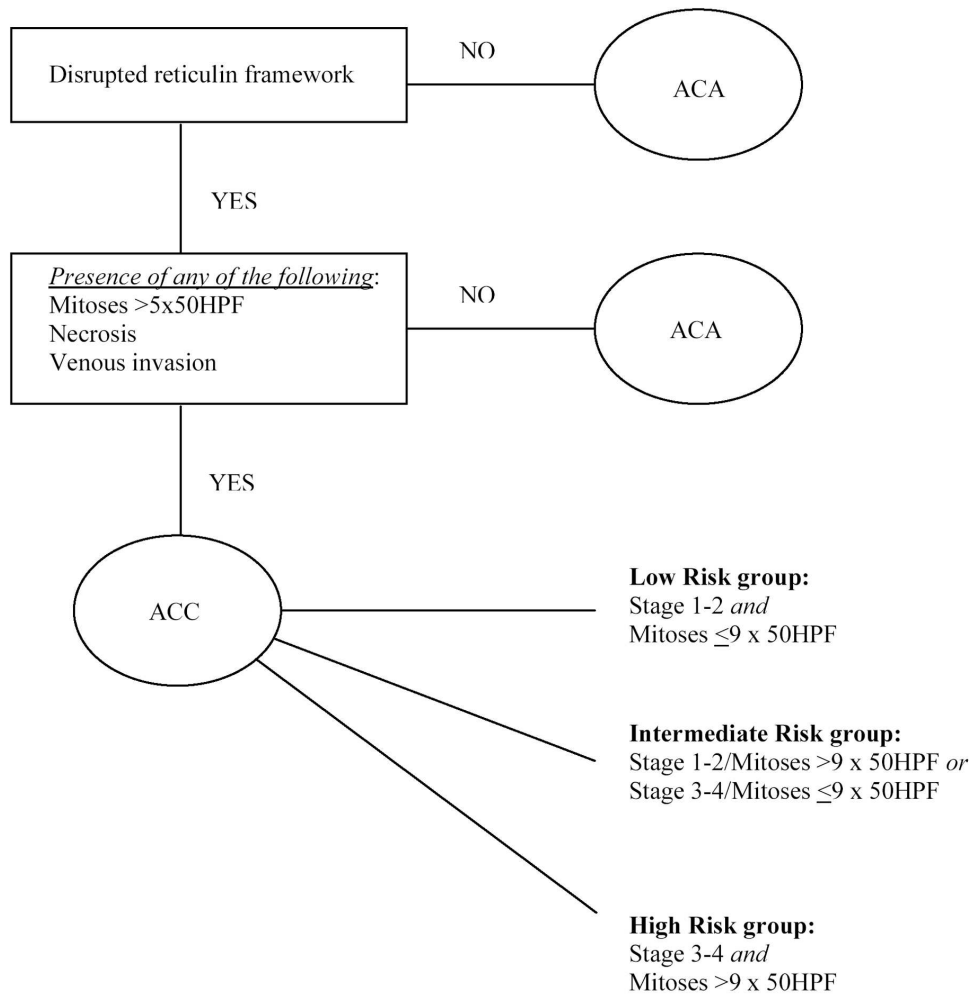 Disrupted reticulin framework
NO
ACA
YES
Presence of any of the following:
Mitoses >5x50HPF
Necrosis
Venous invasion
NO
ACA
YES
ACC
Low Risk group:
Stage 1-2 and
Mitoses ≤9 x 50HPF
Intermediate Risk group:
Stage 1-2/Mitoses >9 x 50HPF or
Stage 3-4/Mitoses ≤9 x 50HPF
High Risk group:
Stage 3-4 and
Mitoses >9 x 50HPF